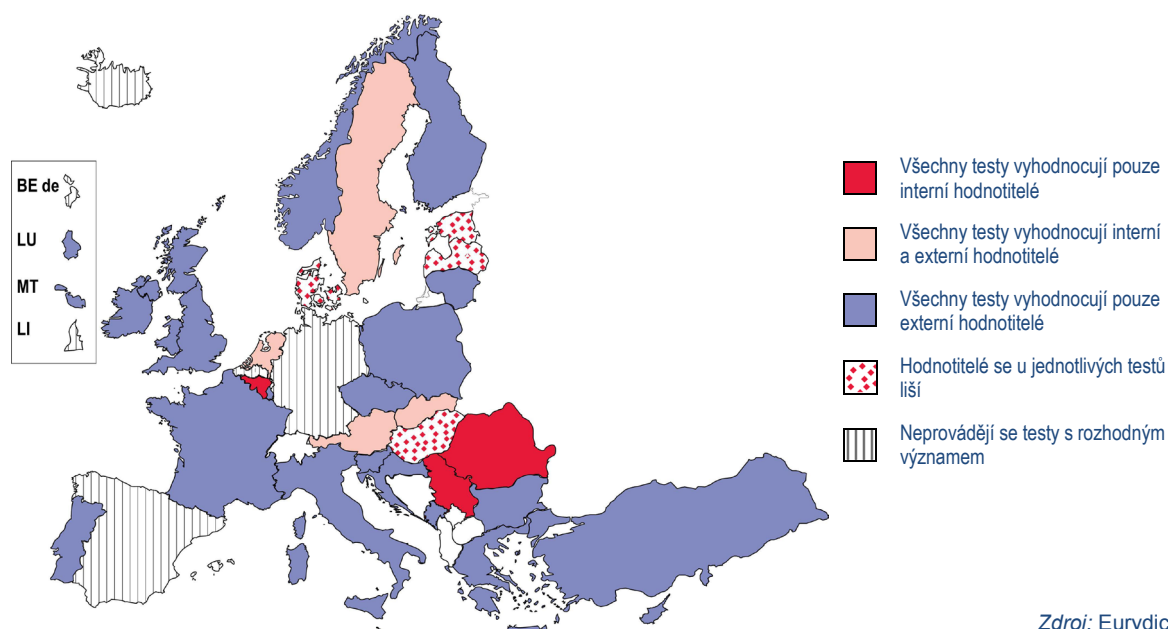 BE de
LU
MT
LI
Všechny testy vyhodnocují pouze
interní hodnotitelé
Všechny testy vyhodnocují interní
a externí hodnotitelé
Všechny testy vyhodnocují pouze
externí hodnotitelé
Hodnotitelé se u jednotlivých testů
liší
Neprovádějí se testy s rozhodným
významem
Zdroj: Eurydic